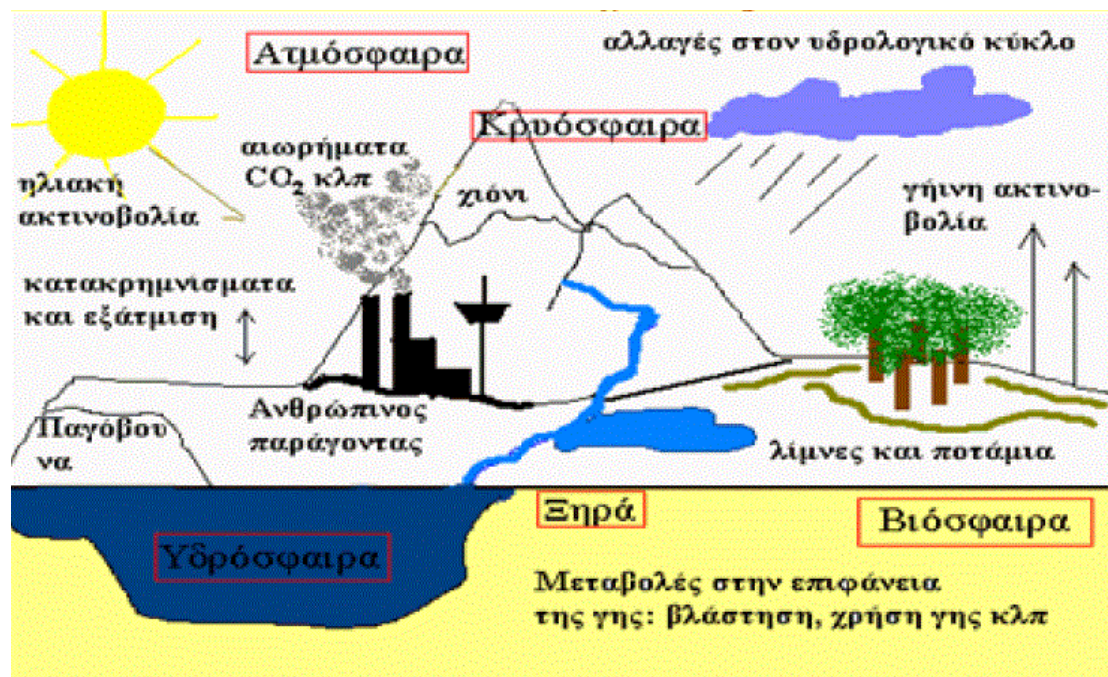 Ατμόσφαιρα
αλλαγές στον υδρολογικό κύκλο
Κρυόσφαιρα
αιωρήματα
CO₂ κλπ
ηλιακή
ακτινοβολία
χιόνι
γήινη ακτινο-
βολία
κατακρημνίσματα
και εξάτμιση
Ανθρώπινος
παράγοντας
Παγόβου
να
λίμνες και ποτάμια
Ξηρά
Βιόσφαιρα
Υδρόσφαιρα
Μεταβολές στην επιφάνεια
της γης: βλάστηση, χρήση γης κλπ